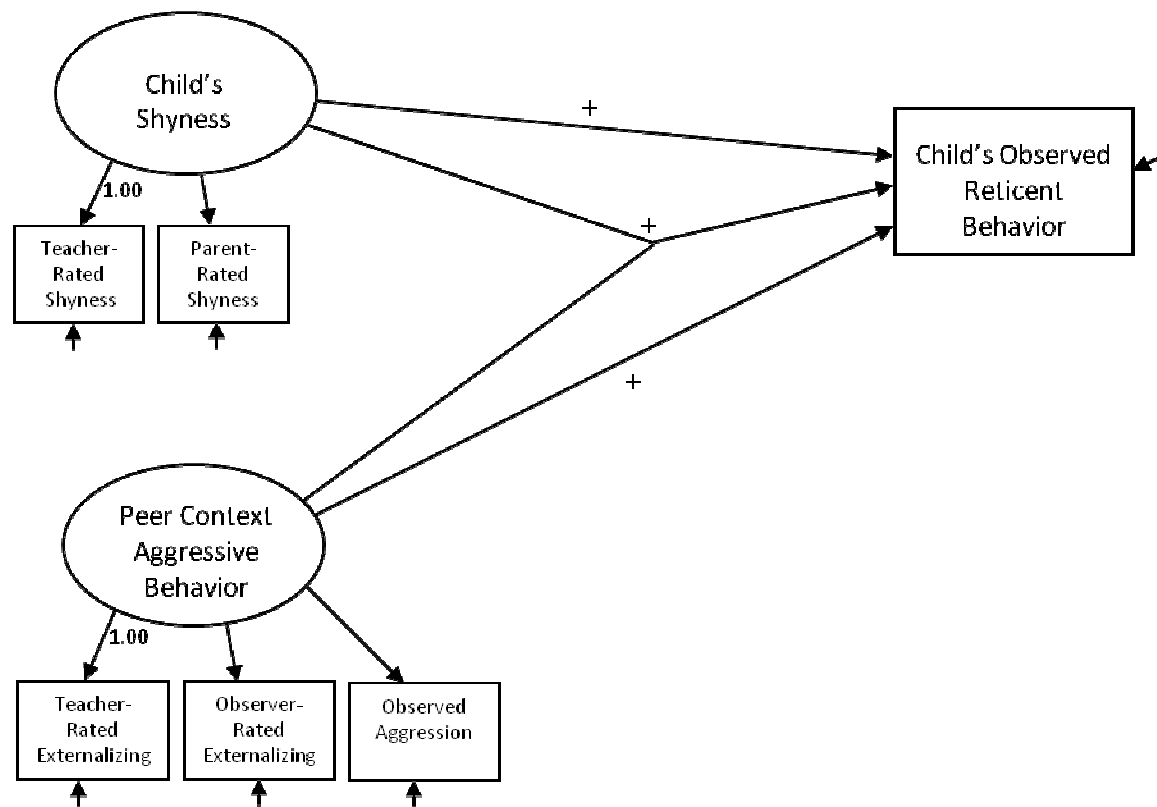 Child's
Shyness
+
Child's Observed
Reticent
Behavior
1.00
Teacher-
Rated
Shyness
Parent-
Rated
Shyness
+
+
Peer Context
Aggressive
Behavior
1.00
Teacher-
Rated
Externalizing
Observer-
Rated
Externalizing
Observed
Aggression